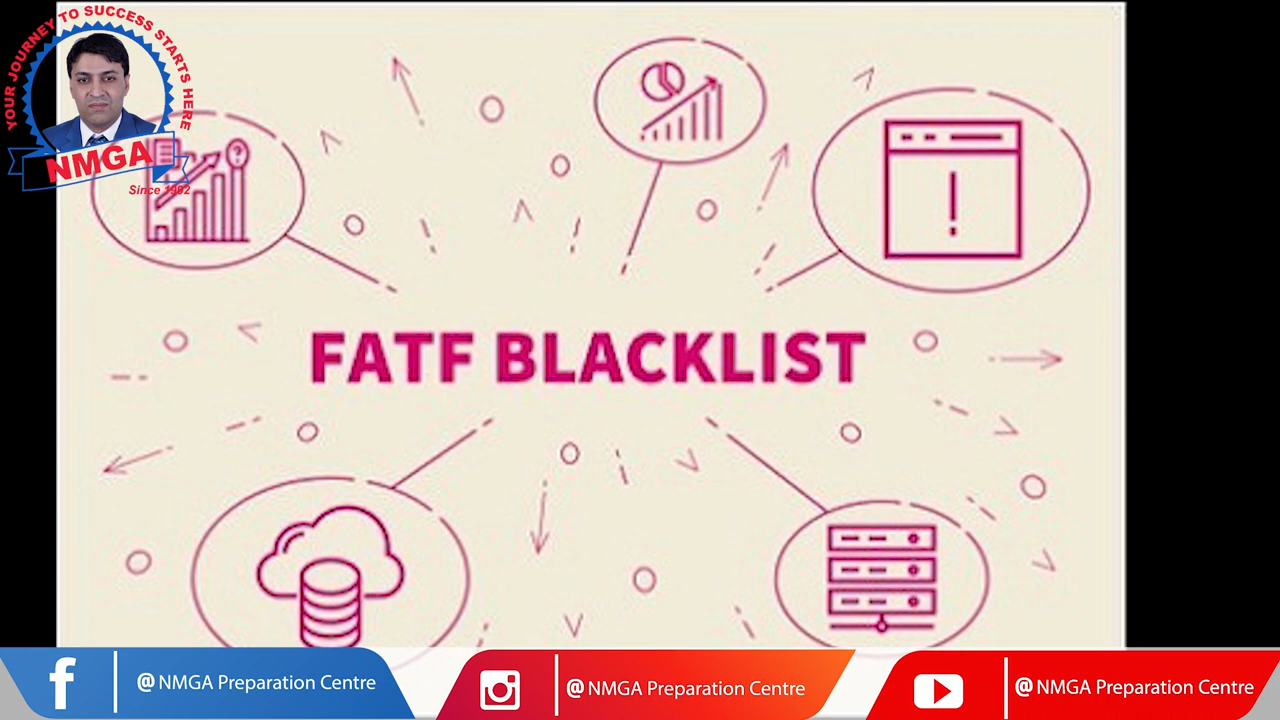 YOUR JOURNEY TO SUCCESS STARTS HERE
NMGA
Since 1992
FATF BLACKLIST
@NMGA Preparation Centre
@NMGA Preparation Centre
@NMGA Preparation Centre